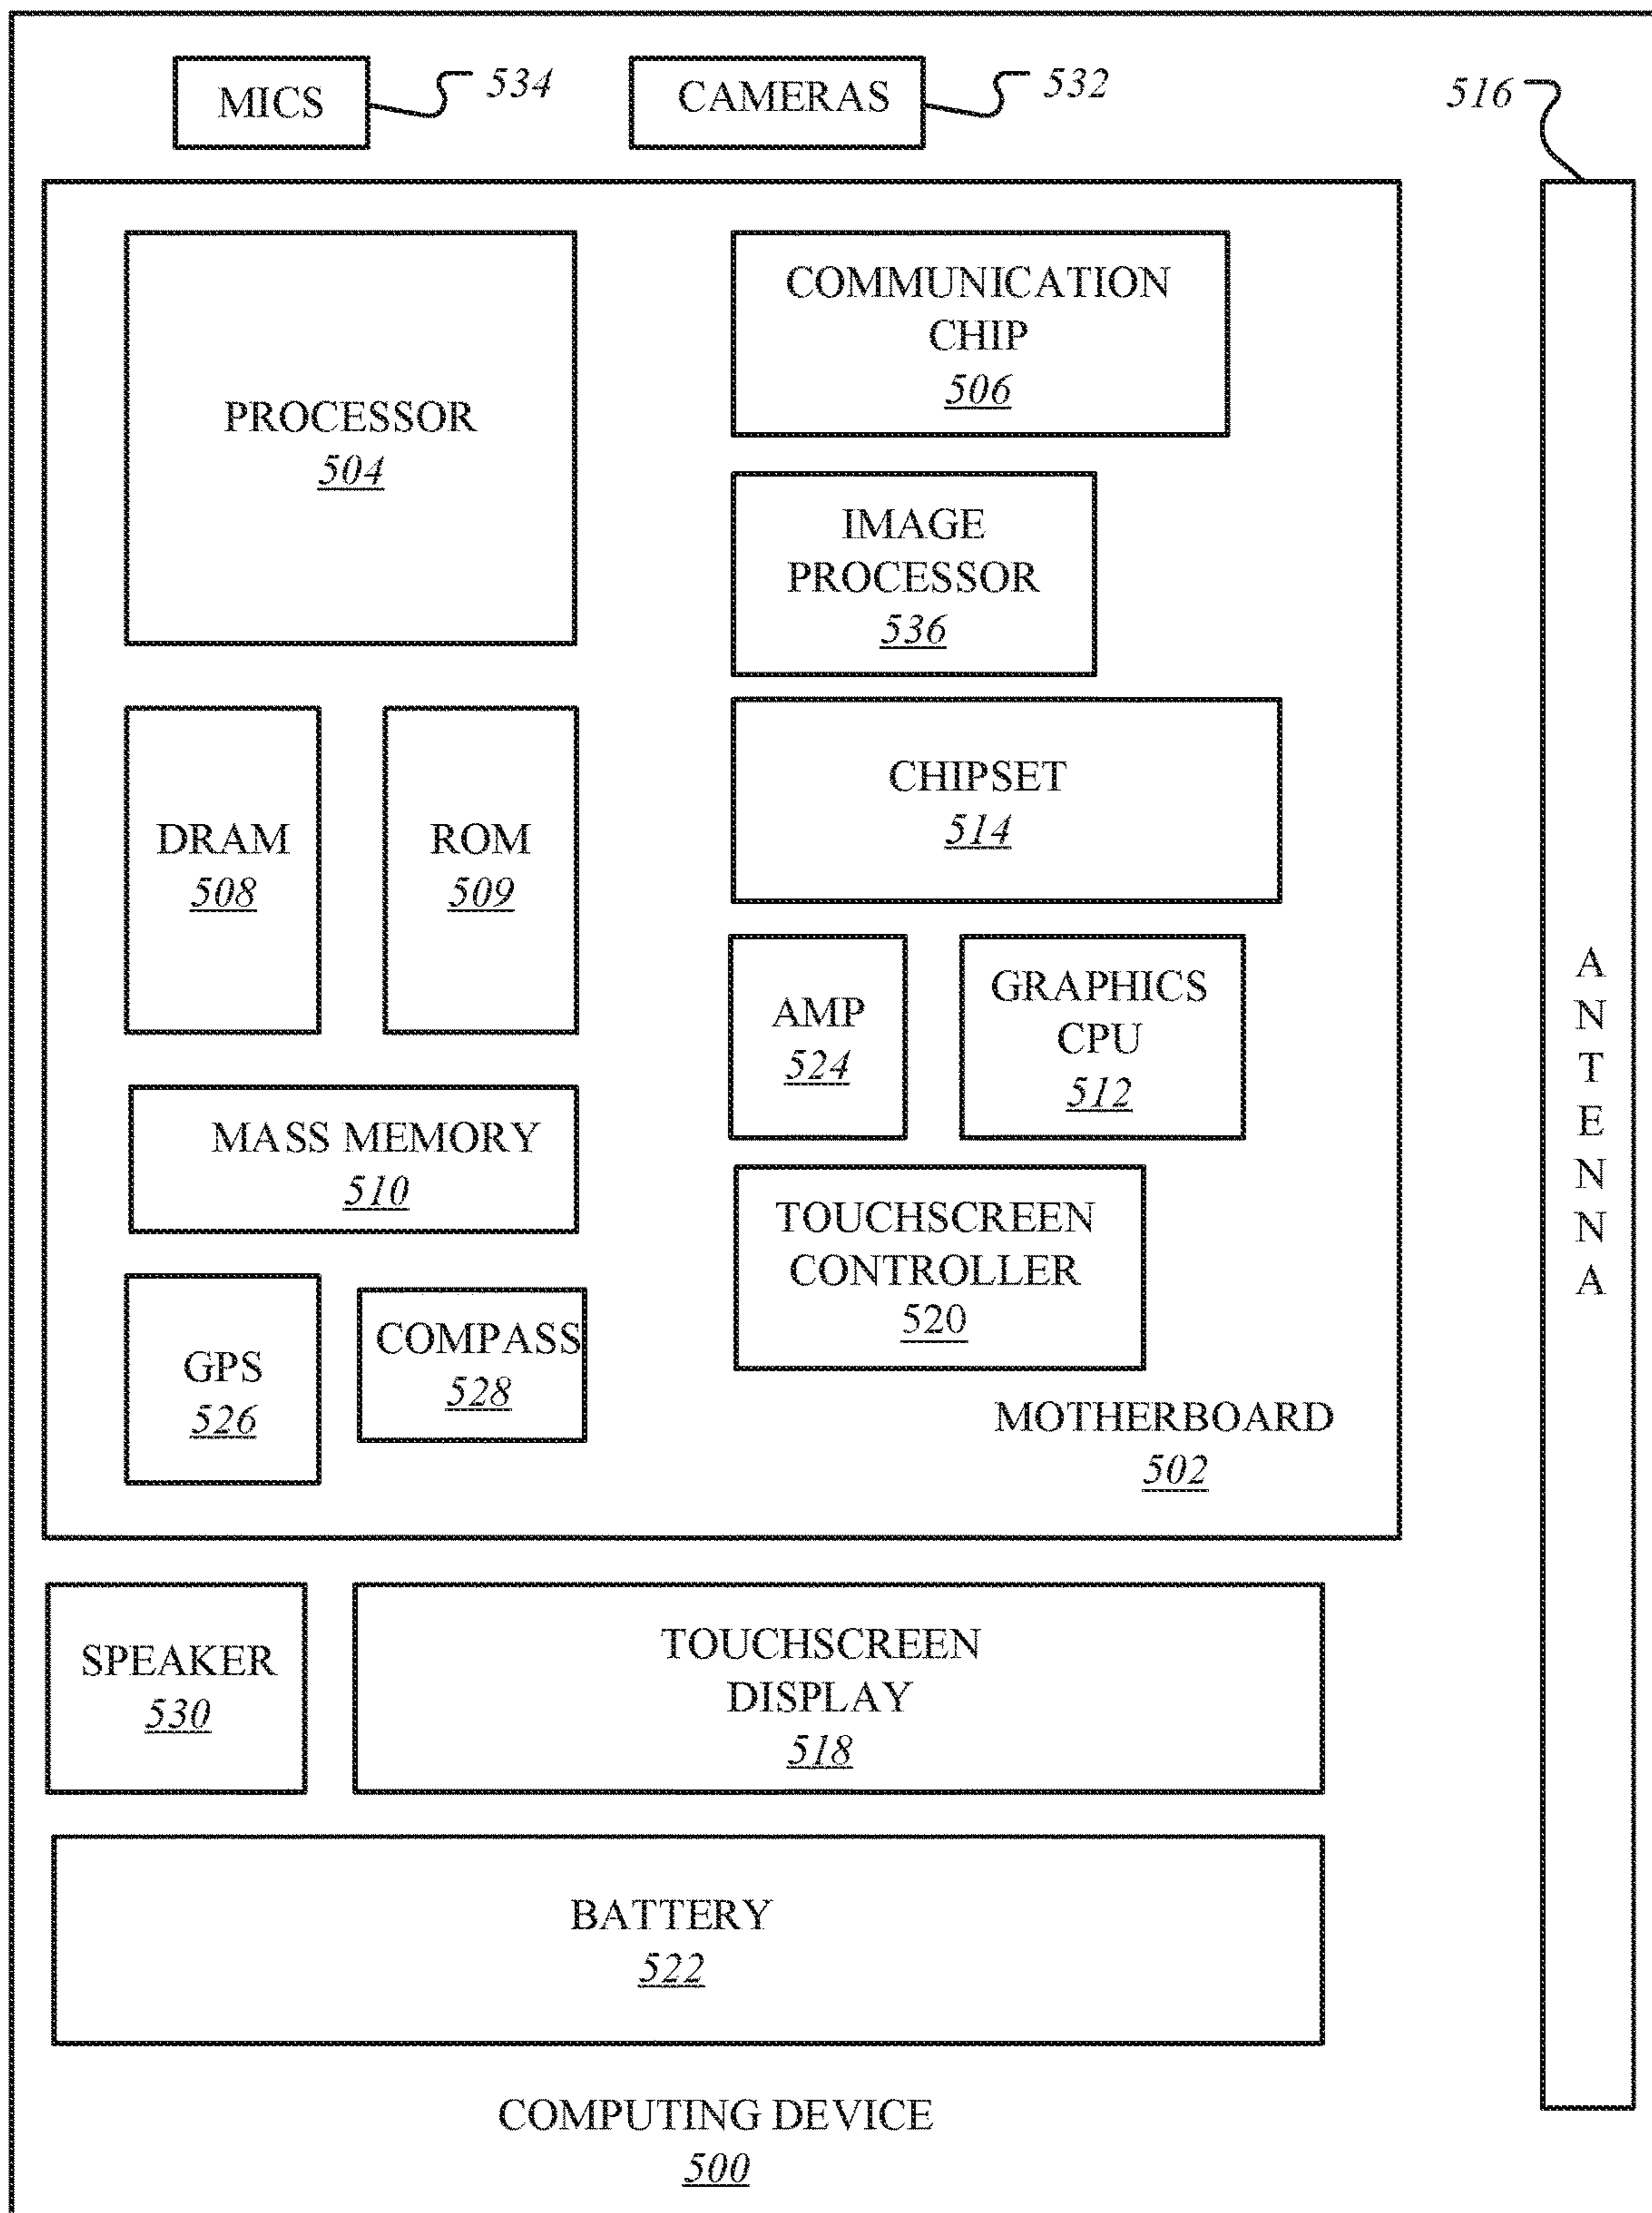 MICS
534
CAMERAS
532
516
PROCESSOR
504
COMMUNICATION
CHIP
506
IMAGE
PROCESSOR
536
DRAM
508
ROM
509
CHIPSET
514
AMP
524
GRAPHICS
CPU
512
MASS MEMORY
510
TOUCHSCREEN
CONTROLLER
520
GPS
526
COMPASS
528
MOTHERBOARD
502
ANTENNA
SPEAKER
530
TOUCHSCREEN
DISPLAY
518
BATTERY
522
COMPUTING DEVICE
500